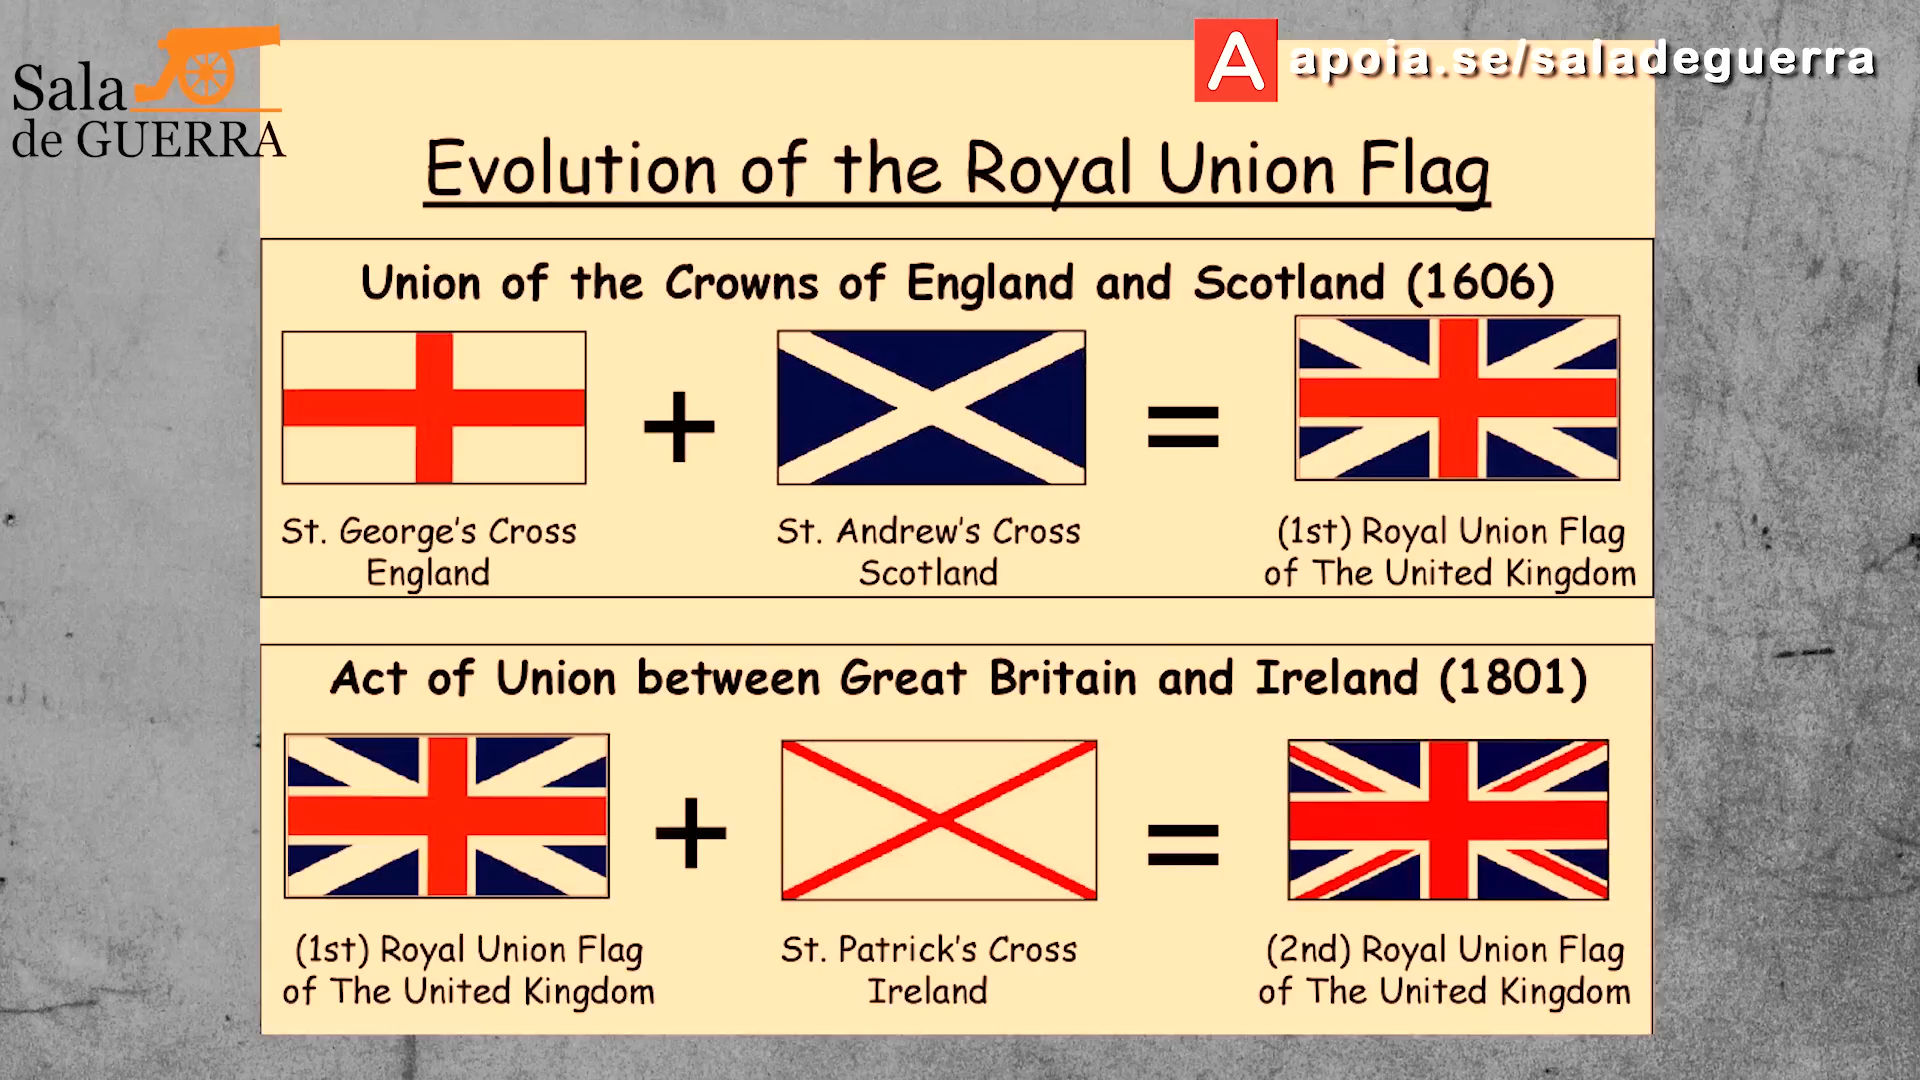 Sala
de GUERRA
A apoia.se/saladeguerra
Evolution of the Royal Union Flag
Union of the Crowns of England and Scotland (1606)
+
=
St. George's Cross
England
St. Andrew's Cross
Scotland
(1st) Royal Union Flag
of The United Kingdom
Act of Union between Great Britain and Ireland (1801)
+
=
(1st) Royal Union Flag
of The United Kingdom
St. Patrick's Cross
Ireland
(2nd) Royal Union Flag
of The United Kingdom